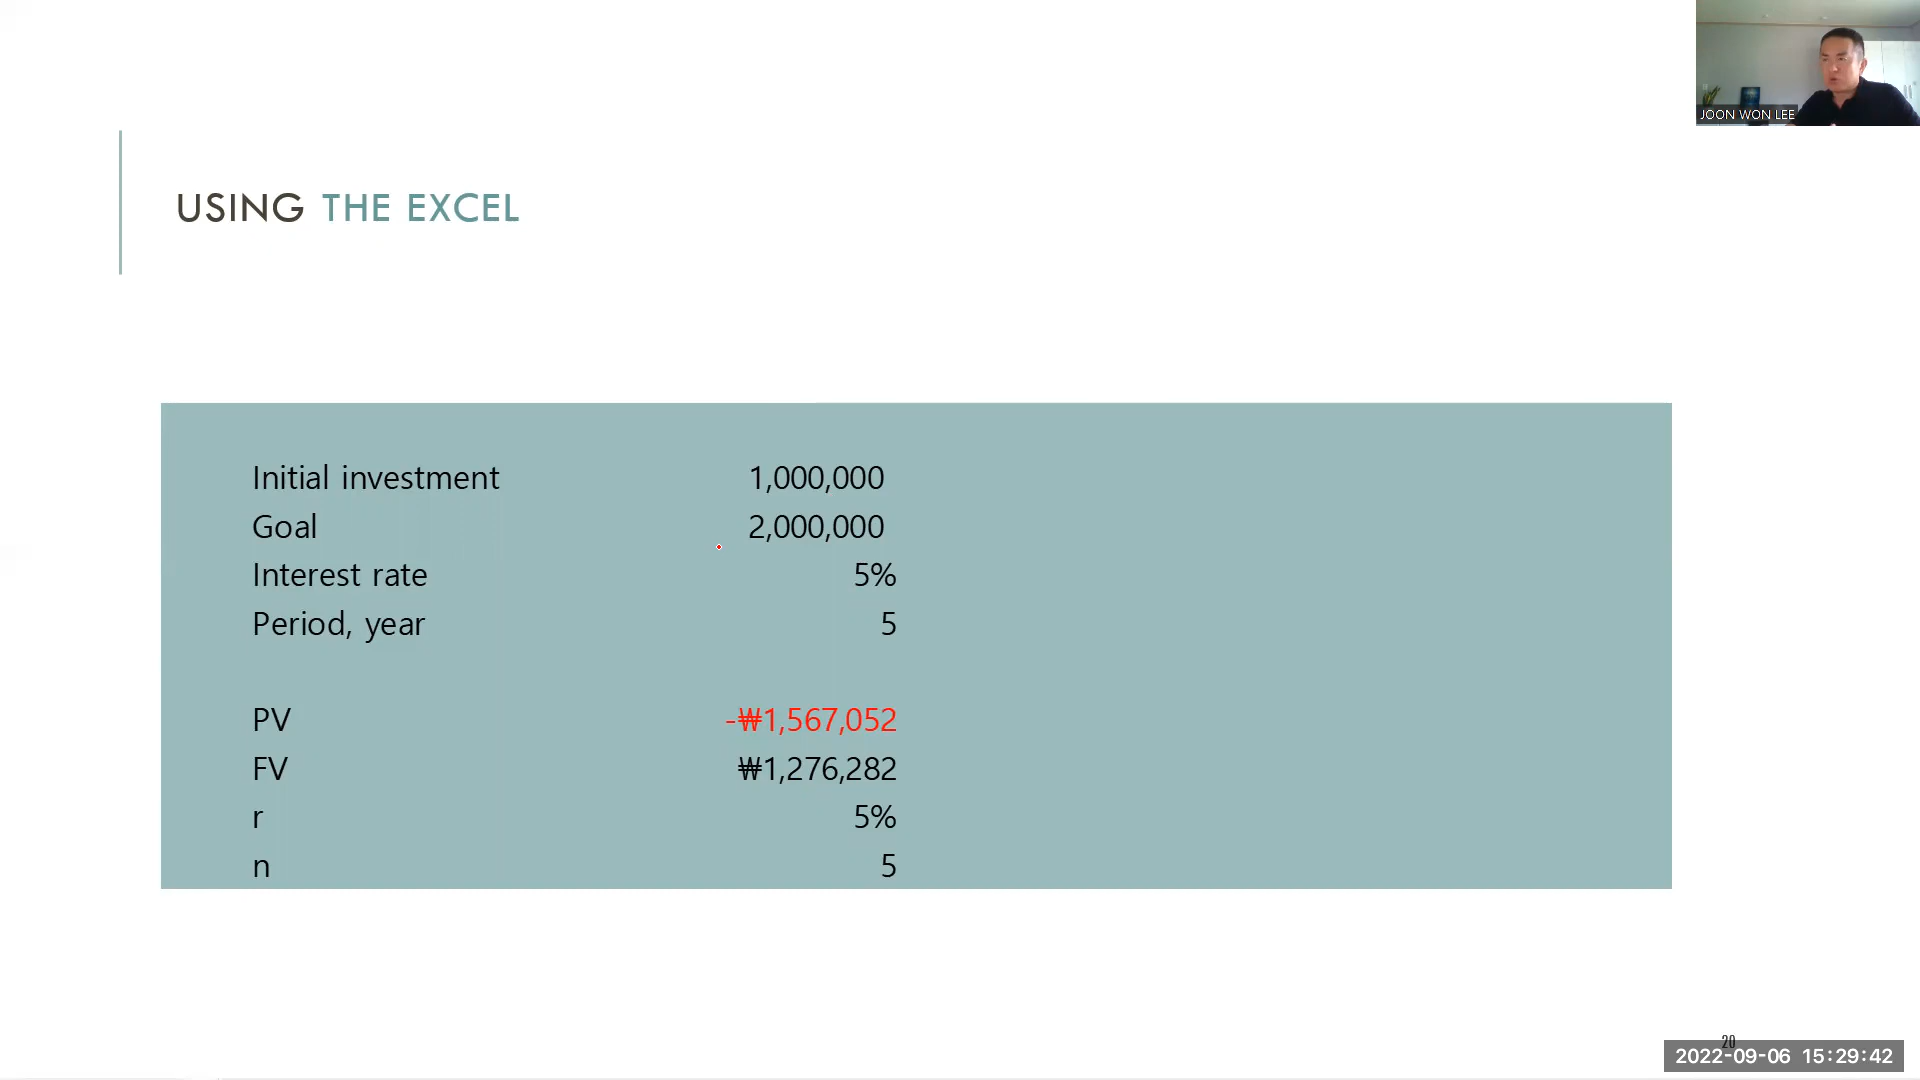 JOON WON LEE
USING THE EXCEL
Initial investment 1,000,000
Goal 2,000,000
Interest rate 5%
Period, year 5
PV -₩1,567,052
FV ₩1,276,282
r 5%
n 5
20
2022-09-06 15:29:42